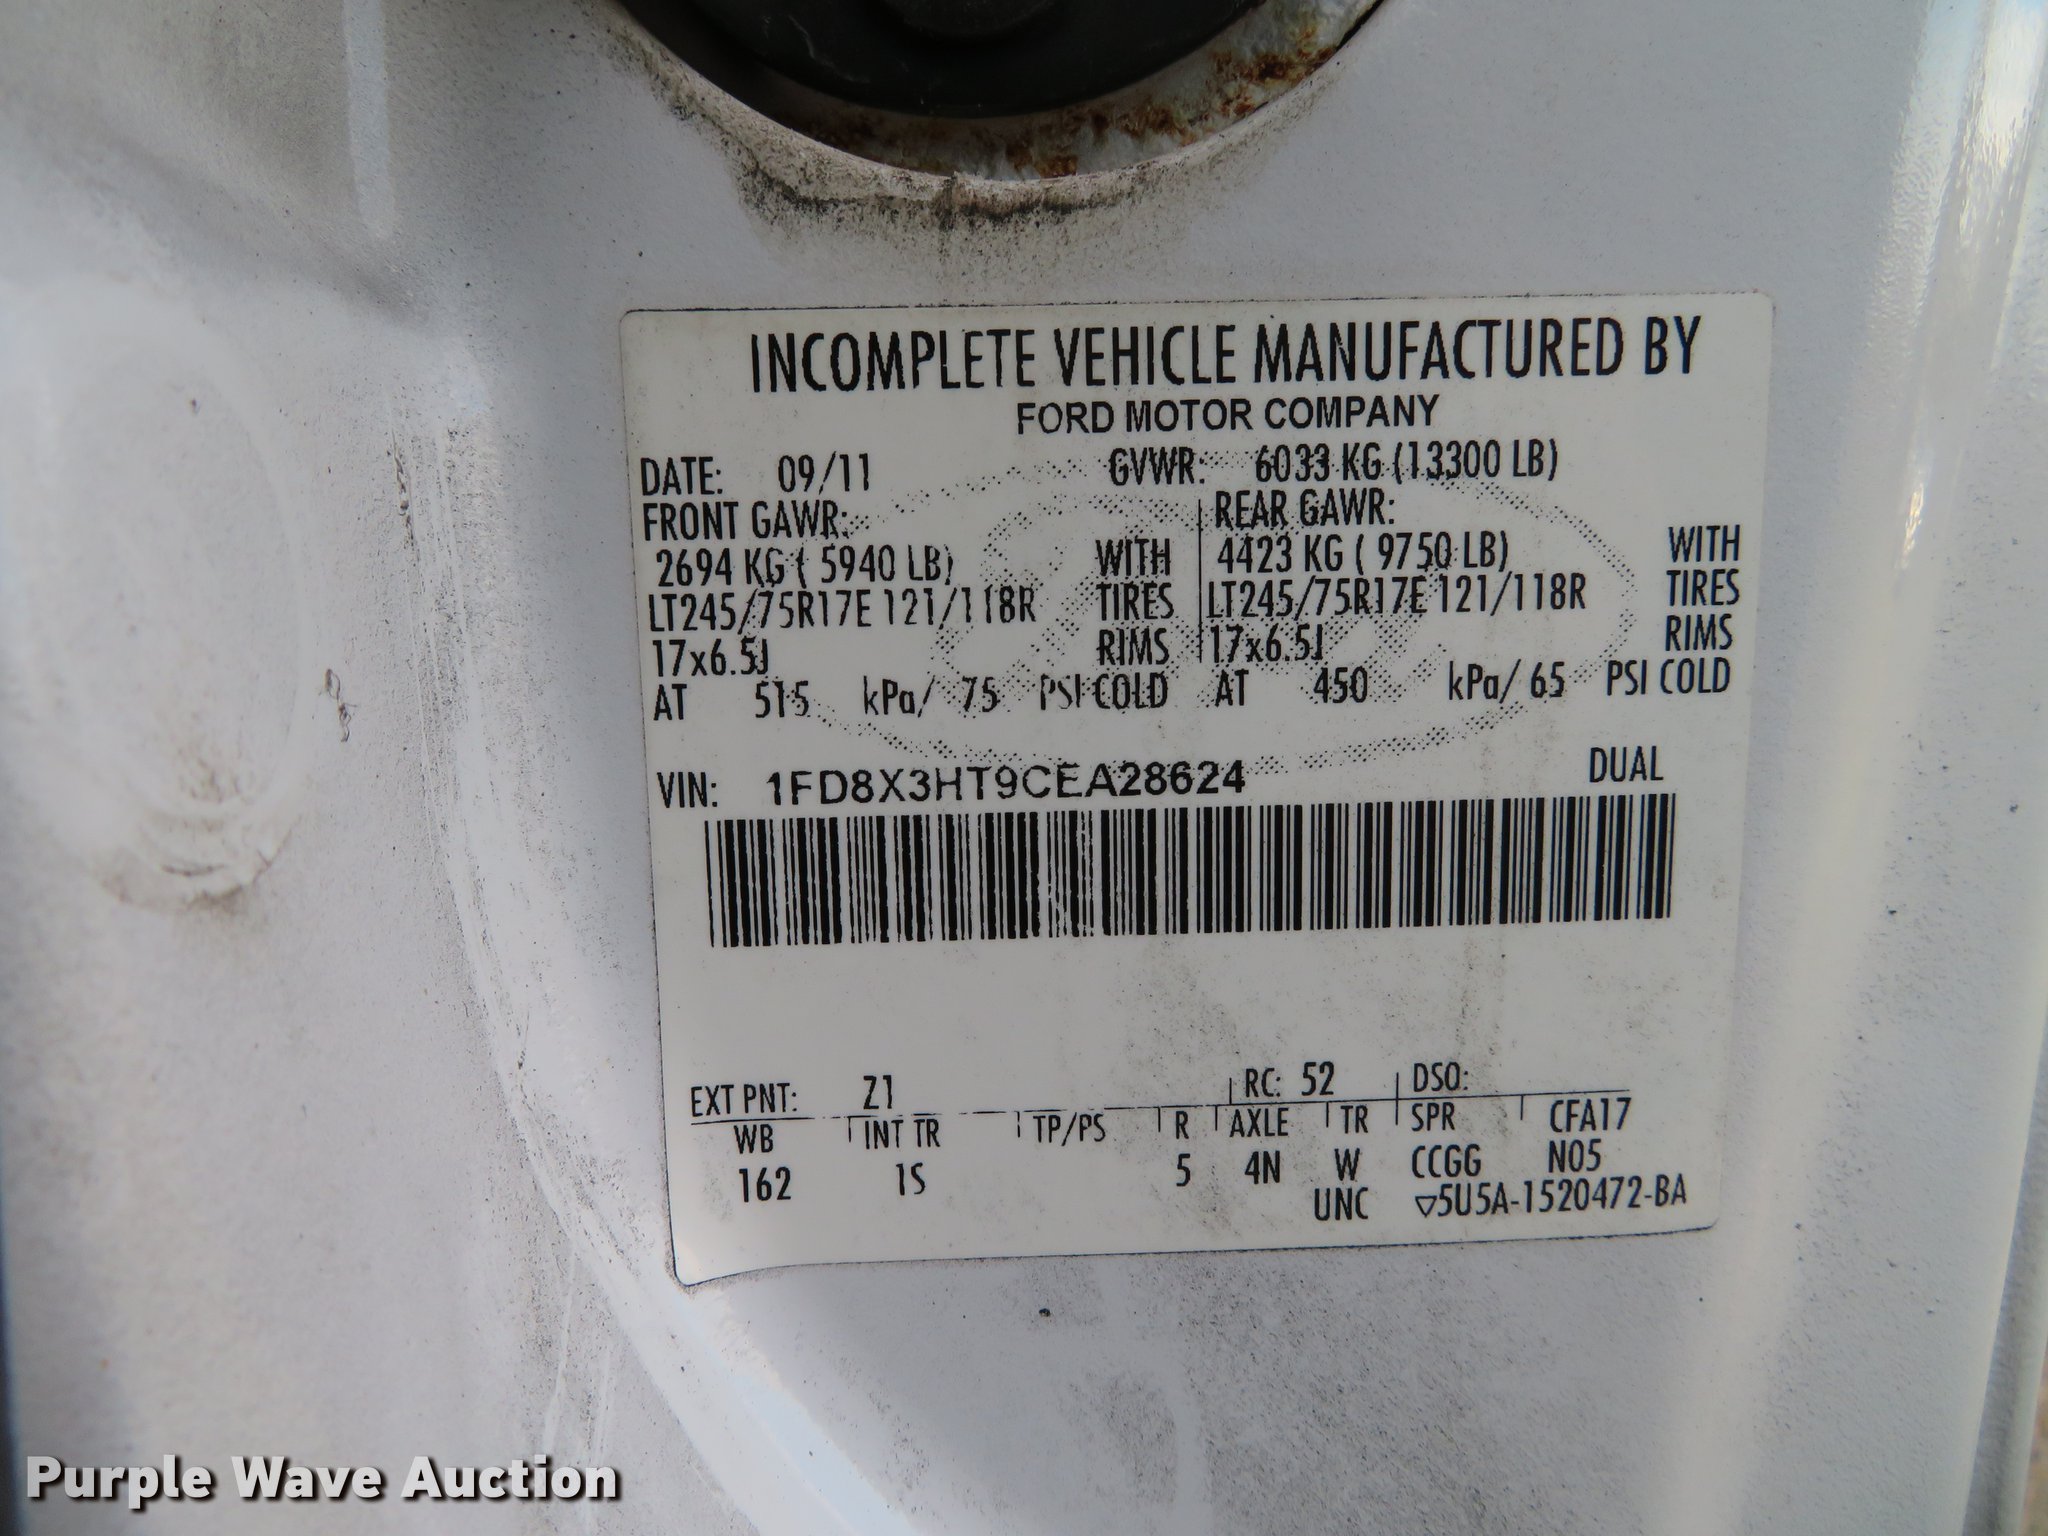 INCOMPLETE VEHICLE MANUFACTURED BY
FORD MOTOR COMPANY
DATE: 09/11 GVWR: 6033 KG (13300 LB)
FRONT GAWR: REAR GAWR:
2694 KG ( 5940 LB) WITH 4423 KG ( 9750 LB) WITH
LT245/75R17E 121/118R TIRES LT245/75R17E 121/118R TIRES
17x6.5J RIMS 17x6.5J RIMS
AT 515 kPa/ 75 PSI COLD AT 450 kPa/ 65 PSI COLD
VIN: 1FD8X3HT9CEA28624 DUAL
EXT PNT: Z1 RC: 52 DSO:
WB INT TR TP/PS R AXLE TR SPR CFA17
162 1S 5 4N W CCGG N05
UNC ▽5U5A-1520472-BA
Purple Wave Auction